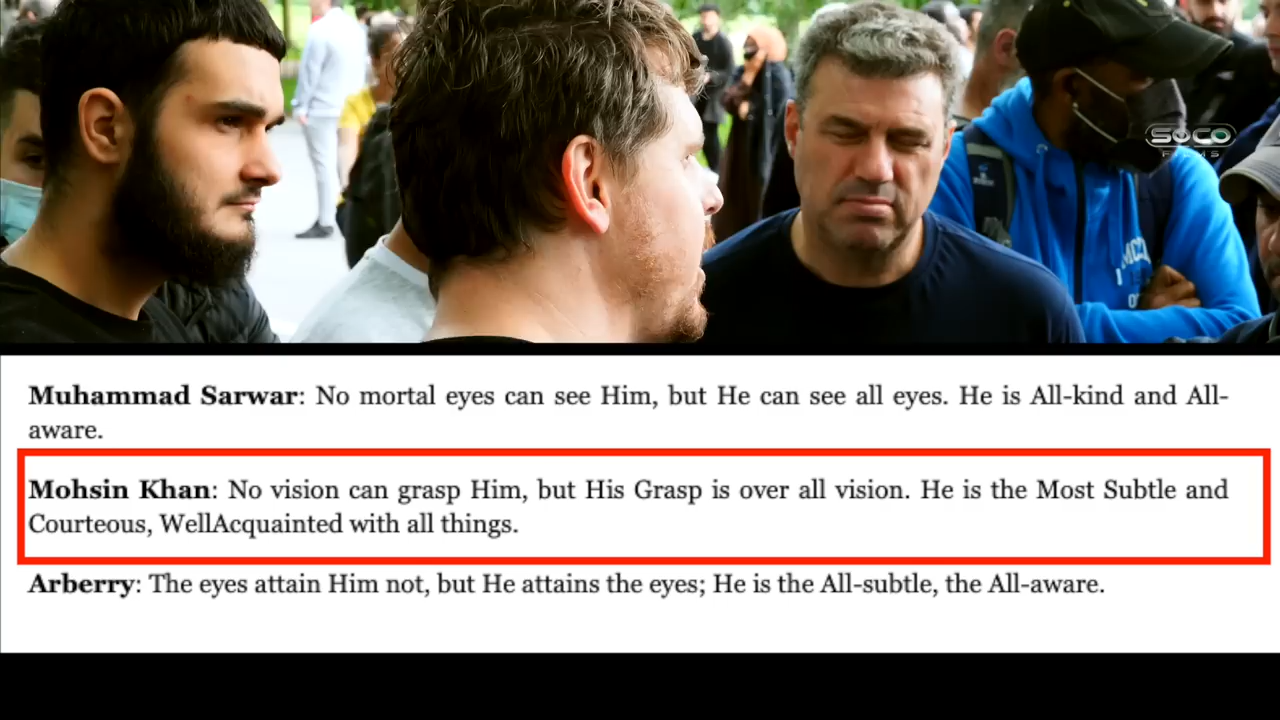 SOCO
FILMS
Muhammad Sarwar: No mortal eyes can see Him, but He can see all eyes. He is All-kind and All-
aware.
Mohsin Khan: No vision can grasp Him, but His Grasp is over all vision. He is the Most Subtle and
Courteous, WellAcquainted with all things.
Arberry: The eyes attain Him not, but He attains the eyes; He is the All-subtle, the All-aware.